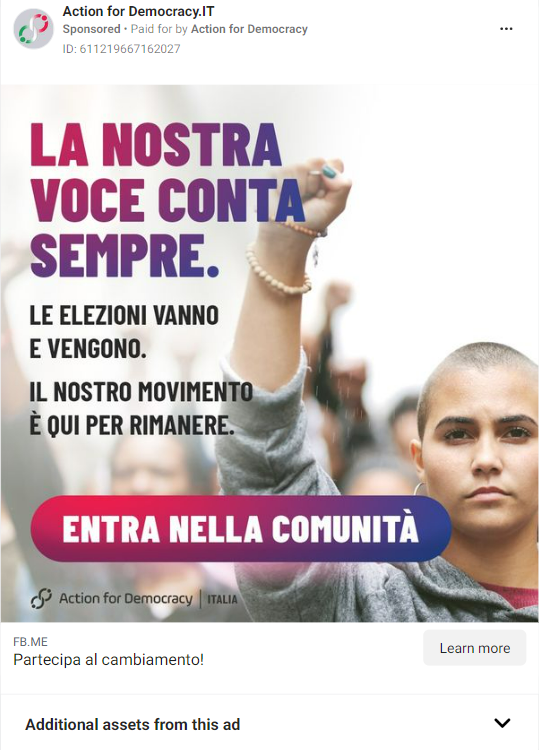 Action for Democracy.IT
Sponsored • Paid for by Action for Democracy
ID: 611219667162027
LA NOSTRA
VOCE CONTA
SEMPRE.
LE ELEZIONI VANNO
E VENGONO.
IL NOSTRO MOVIMENTO
È QUI PER RIMANERE.
ENTRA NELLA COMUNITÀ
Action for Democracy | ITALIA
FB.ME
Partecipa al cambiamento!
Learn more
Additional assets from this ad